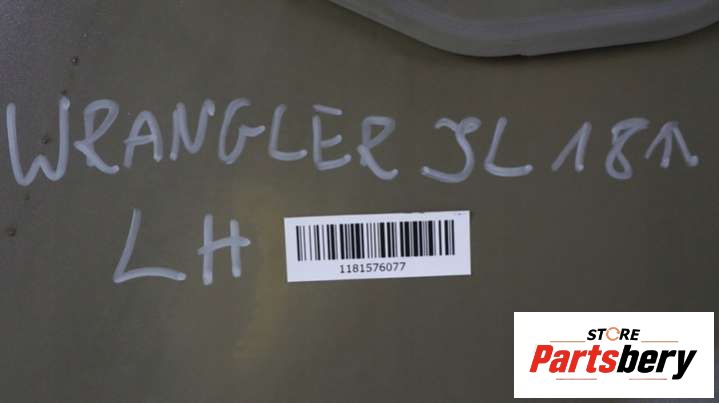 WRANGLER JL 18↑
LH
1181576077
STORE
Partsbery